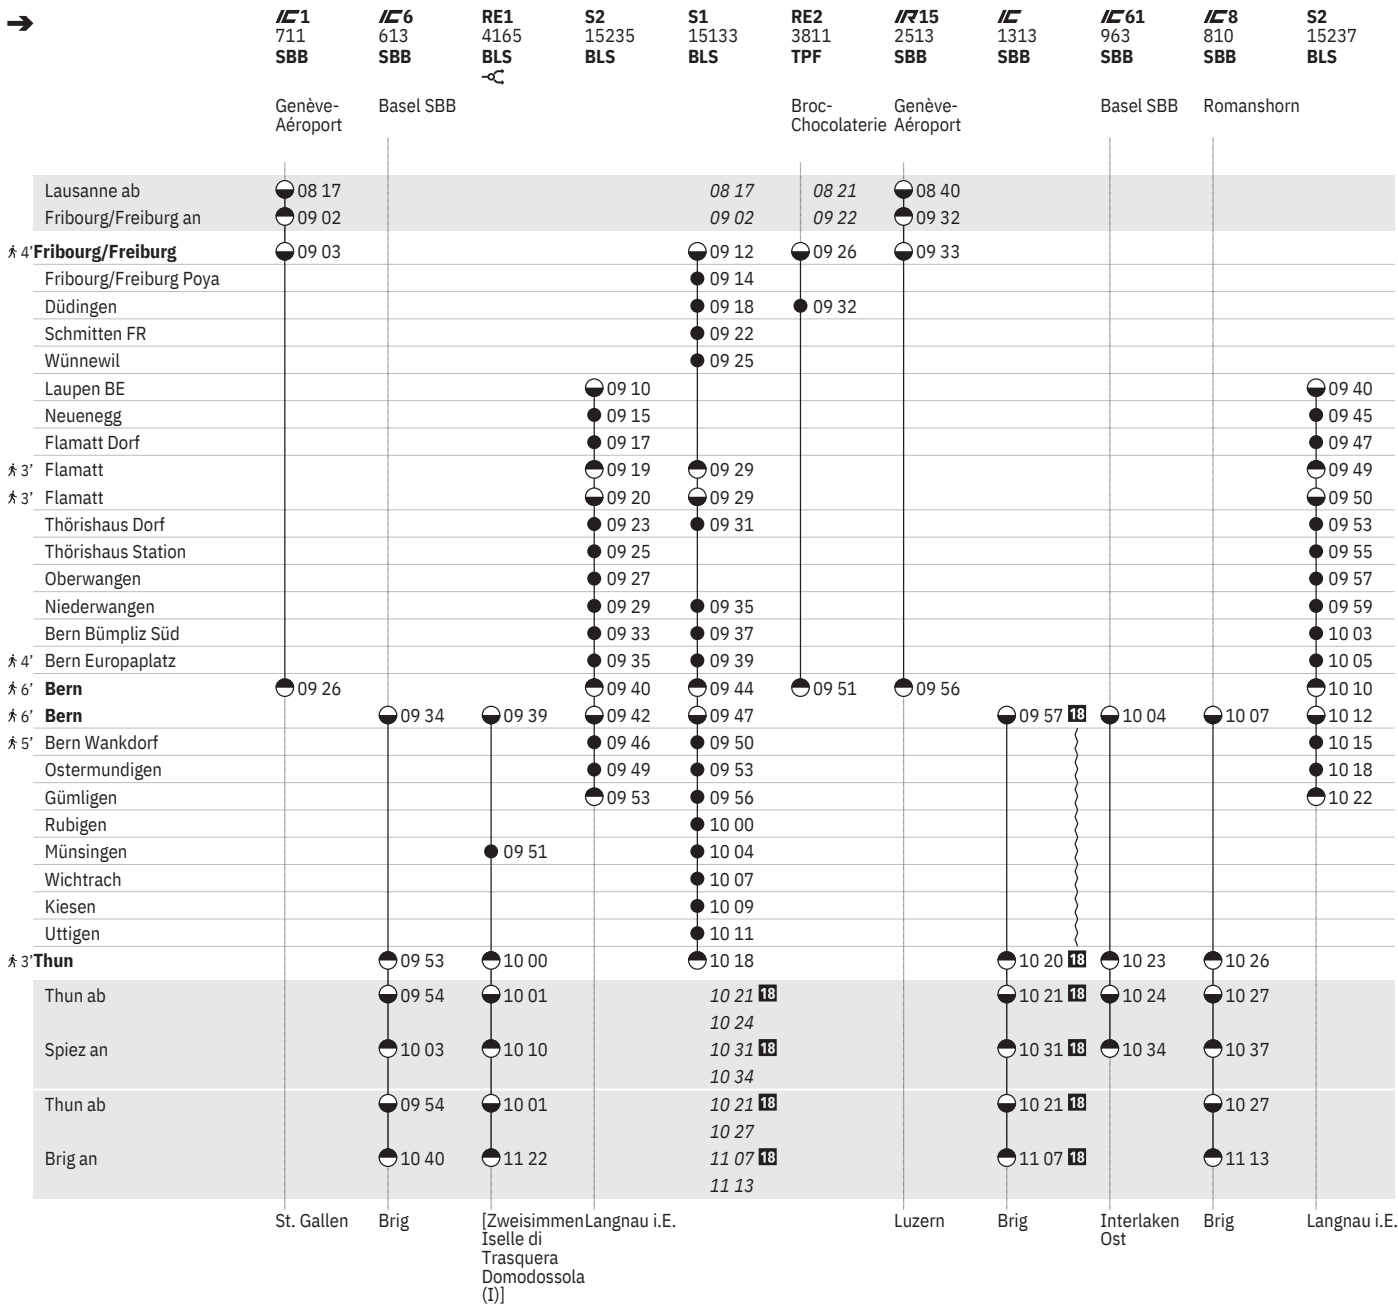 IC1 IC6 RE1 S2 S1 RE2 IR15 IC IC61 IC8 S2
711 613 4165 15235 15133 3811 2513 1313 963 810 15237
SBB SBB BLS BLS BLS TPF SBB SBB SBB SBB BLS
Genève- Basel SBB Broc- Genève- Basel SBB Romanshorn
Aéroport Chocolaterie Aéroport
Lausanne ab 08 17 08 17 08 21 08 40
Fribourg/Freiburg an 09 02 09 02 09 22 09 32
4’ Fribourg/Freiburg 09 03 09 12 09 26 09 33
Fribourg/Freiburg Poya 09 14
Düdingen 09 18 09 32
Schmitten FR 09 22
Wünnewil 09 25
Laupen BE 09 10 09 40
Neuenegg 09 15 09 45
Flamatt Dorf 09 17 09 47
3’ Flamatt 09 19 09 29 09 49
3’ Flamatt 09 20 09 29 09 50
Thörishaus Dorf 09 23 09 31 09 53
Thörishaus Station 09 25 09 55
Oberwangen 09 27 09 57
Niederwangen 09 29 09 35 09 59
Bern Bümpliz Süd 09 33 09 37 10 03
4’ Bern Europaplatz 09 35 09 39 10 05
6’ Bern 09 26 09 40 09 44 09 51 09 56 10 10
6’ Bern 09 34 09 39 09 42 09 47 09 57 18 10 04 10 07 10 12
5’ Bern Wankdorf 09 46 09 50 10 15
Ostermundigen 09 49 09 53 10 18
Gümligen 09 53 09 56 10 22
Rubigen 10 00
Münsingen 09 51 10 04
Wichtrach 10 07
Kiesen 10 09
Uttigen 10 11
3’ Thun 09 53 10 00 10 18 10 20 18 10 23 10 26
Thun ab 09 54 10 01 10 21 18 10 21 18 10 24 10 27
10 24
Spiez an 10 03 10 10 10 31 18 10 31 18 10 34 10 37
10 34
Thun ab 09 54 10 01 10 21 18 10 21 18 10 27
10 27
Brig an 10 40 11 22 11 07 18 11 07 18 11 13
11 13
St. Gallen Brig [Zweisimmen Langnau i.E. Luzern Brig Interlaken Brig Langnau i.E.
Iselle di Ost
Trasquera
Domodossola
(I)]